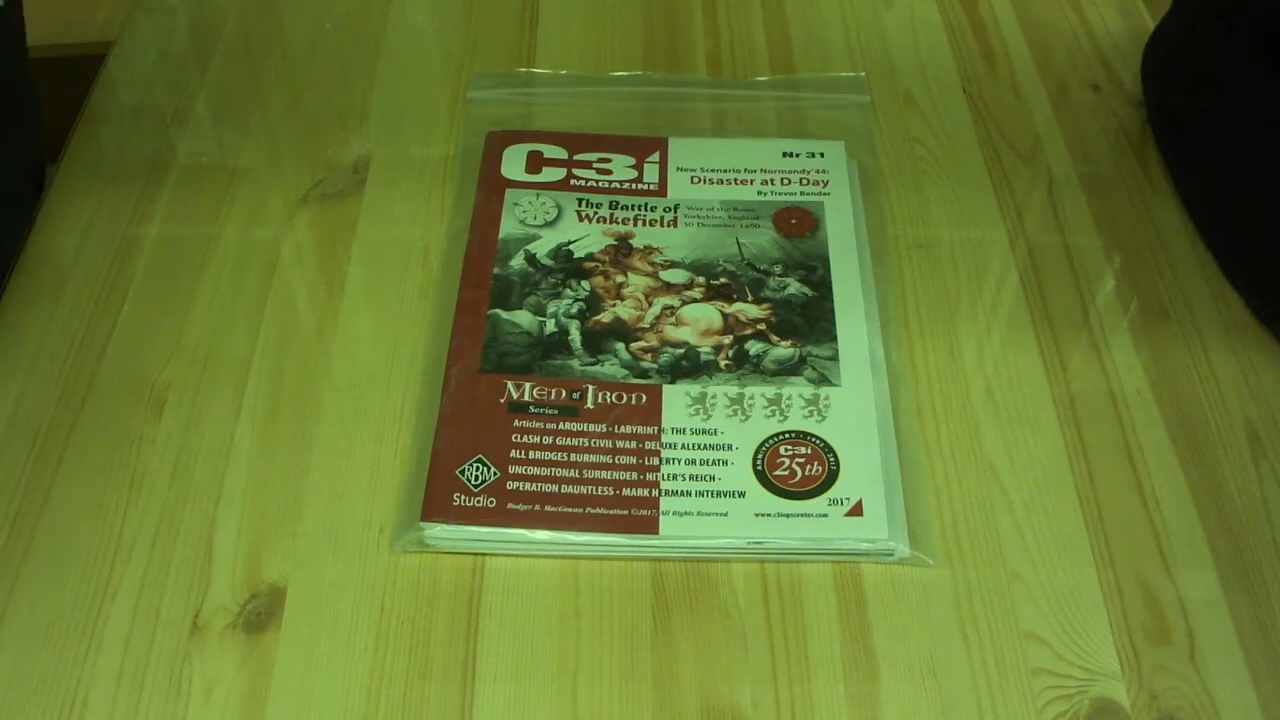 C3i
MAGAZINE
Nr 31
New Scenario for Normandy'44:
Disaster at D-Day
By Trevor Bender
The Battle of
Wakefield
War of the Roses
Yorkshire, England
30 December 1460
Men of Iron
Series
Articles on ARQUEBUS • LABYRINTH: THE SURGE •
CLASH OF GIANTS CIVIL WAR • DELUXE ALEXANDER •
ALL BRIDGES BURNING COIN • LIBERTY OR DEATH •
UNCONDITONAL SURRENDER • HITLER'S REICH •
OPERATION DAUNTLESS • MARK HERMAN INTERVIEW
RBM
Studio
ANNIVERSARY • 1992 • 2017
C3i
25th
2017
Rodger B. MacGowan Publication ©2017, All Rights Reserved
www.c3iopscenter.com